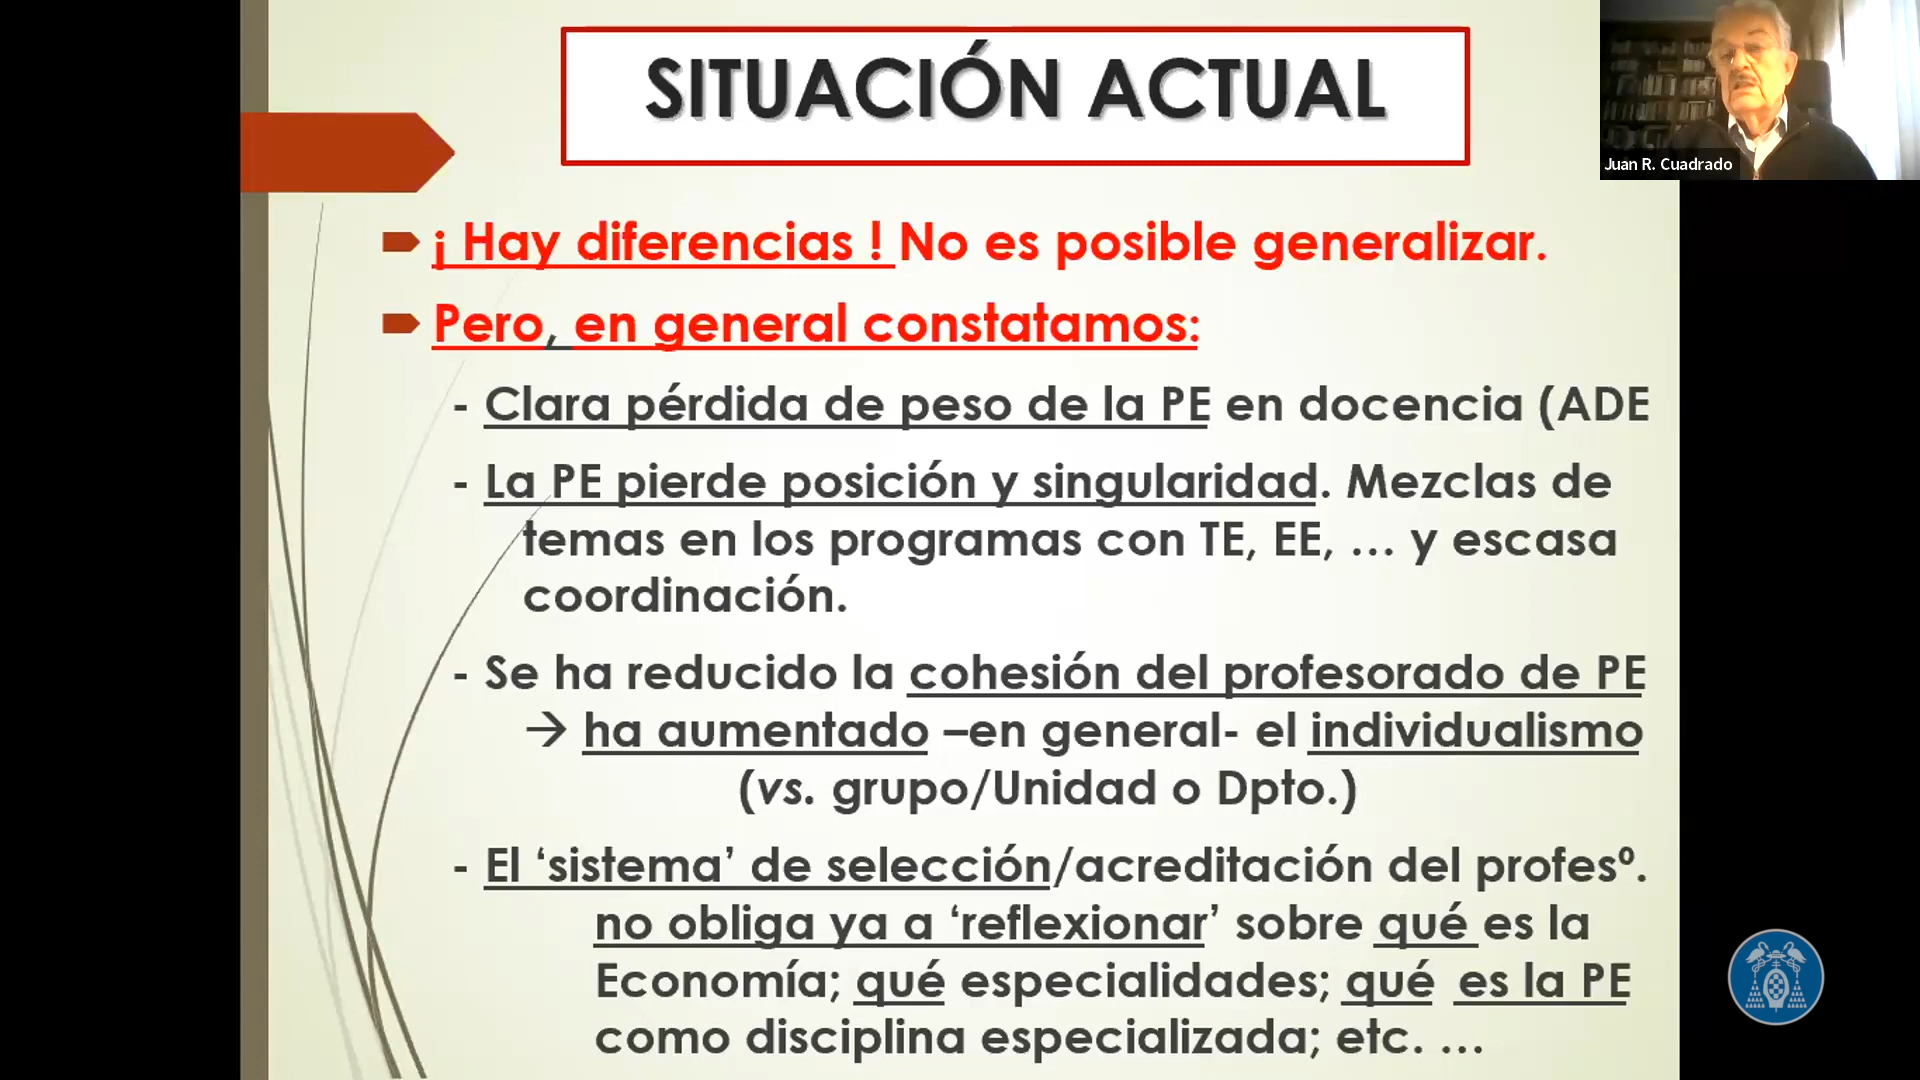 SITUACIÓN ACTUAL
Juan R. Cuadrado
¡ Hay diferencias ! No es posible generalizar.
Pero, en general constatamos:
- Clara pérdida de peso de la PE en docencia (ADE
- La PE pierde posición y singularidad. Mezclas de
temas en los programas con TE, EE, … y escasa
coordinación.
- Se ha reducido la cohesión del profesorado de PE
→ ha aumentado –en general- el individualismo
(vs. grupo/Unidad o Dpto.)
- El ‘sistema’ de selección/acreditación del profesº.
no obliga ya a ‘reflexionar’ sobre qué es la
Economía; qué especialidades; qué es la PE
como disciplina especializada; etc. …